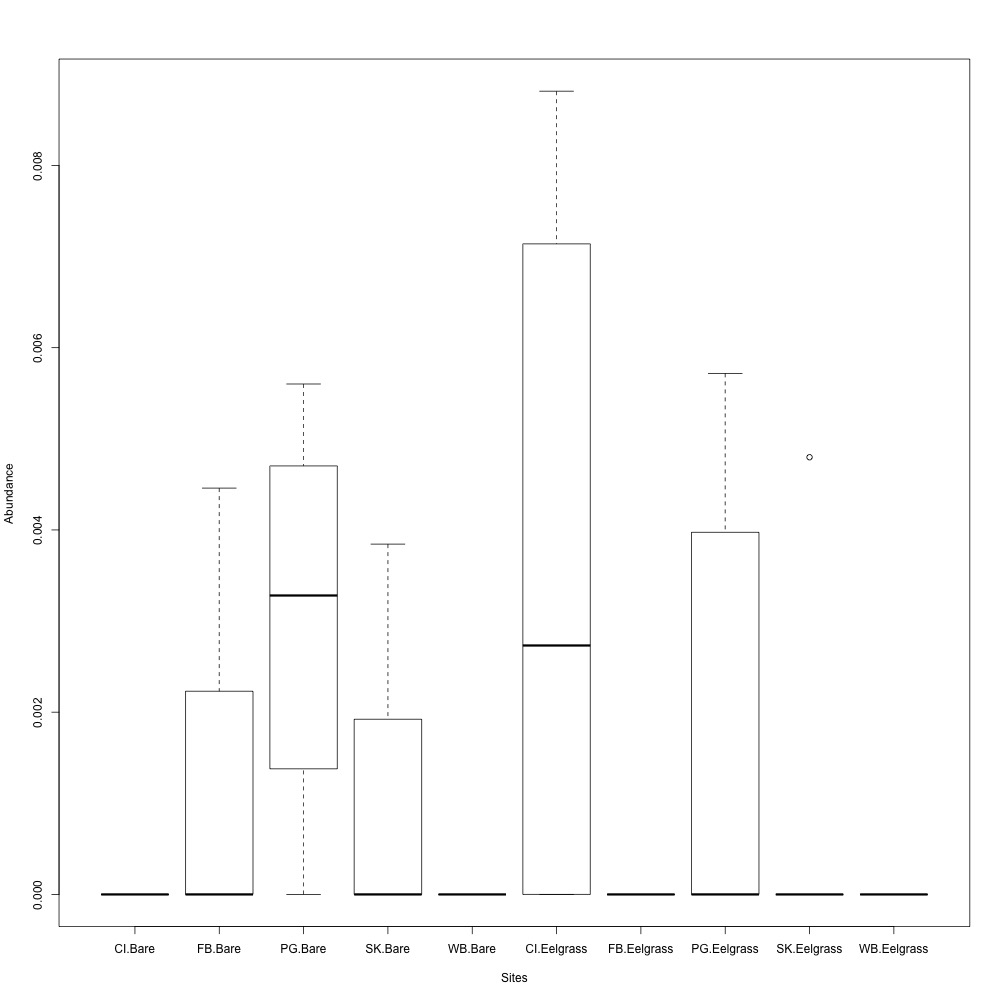 0.008
0.006
0.004
0.002
0.000
Abundance
CI.Bare FB.Bare PG.Bare SK.Bare WB.Bare CI.Eelgrass FB.Eelgrass PG.Eelgrass SK.Eelgrass WB.Eelgrass
Sites